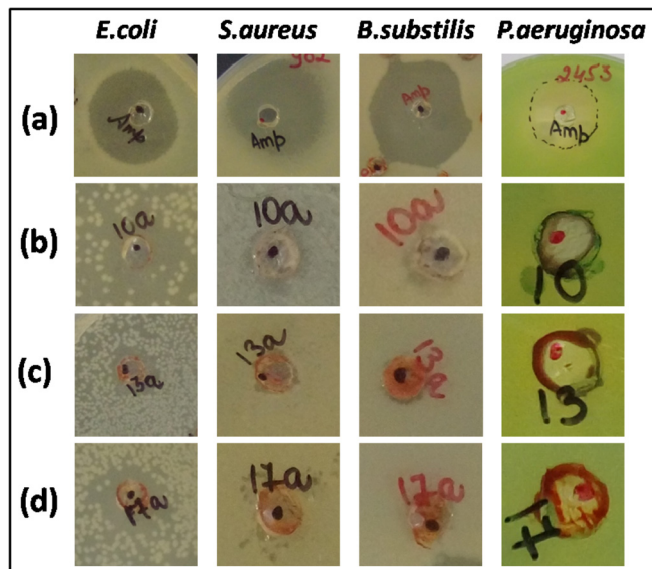 E.coli S.aureus B.substilis P.aeruginosa
(a) Amp 902 Amp Amp 2453 Amp
(b) 10a 10a 10a 10
(c) 13a 13a 13a 13
(d) 17a 17a 17a